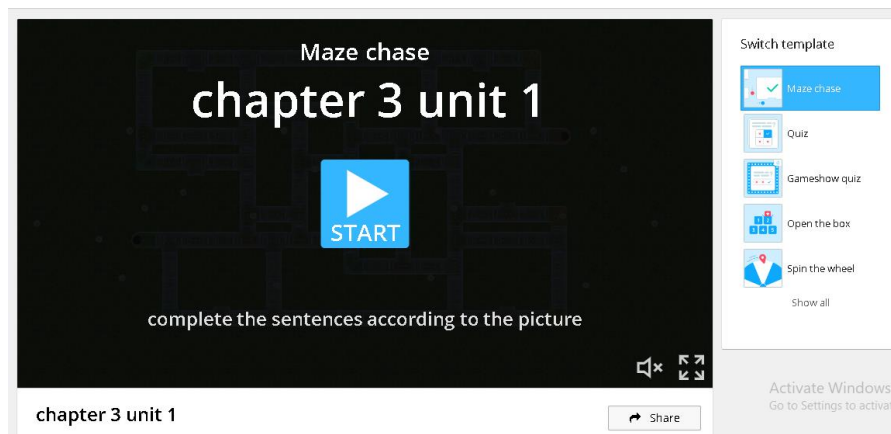 Maze chase
chapter 3 unit 1
START
complete the sentences according to the picture
chapter 3 unit 1
Share
Switch template
Maze chase
Quiz
Gameshow quiz
Open the box
Spin the wheel
Show all
Activate Windows
Go to Settings to activat